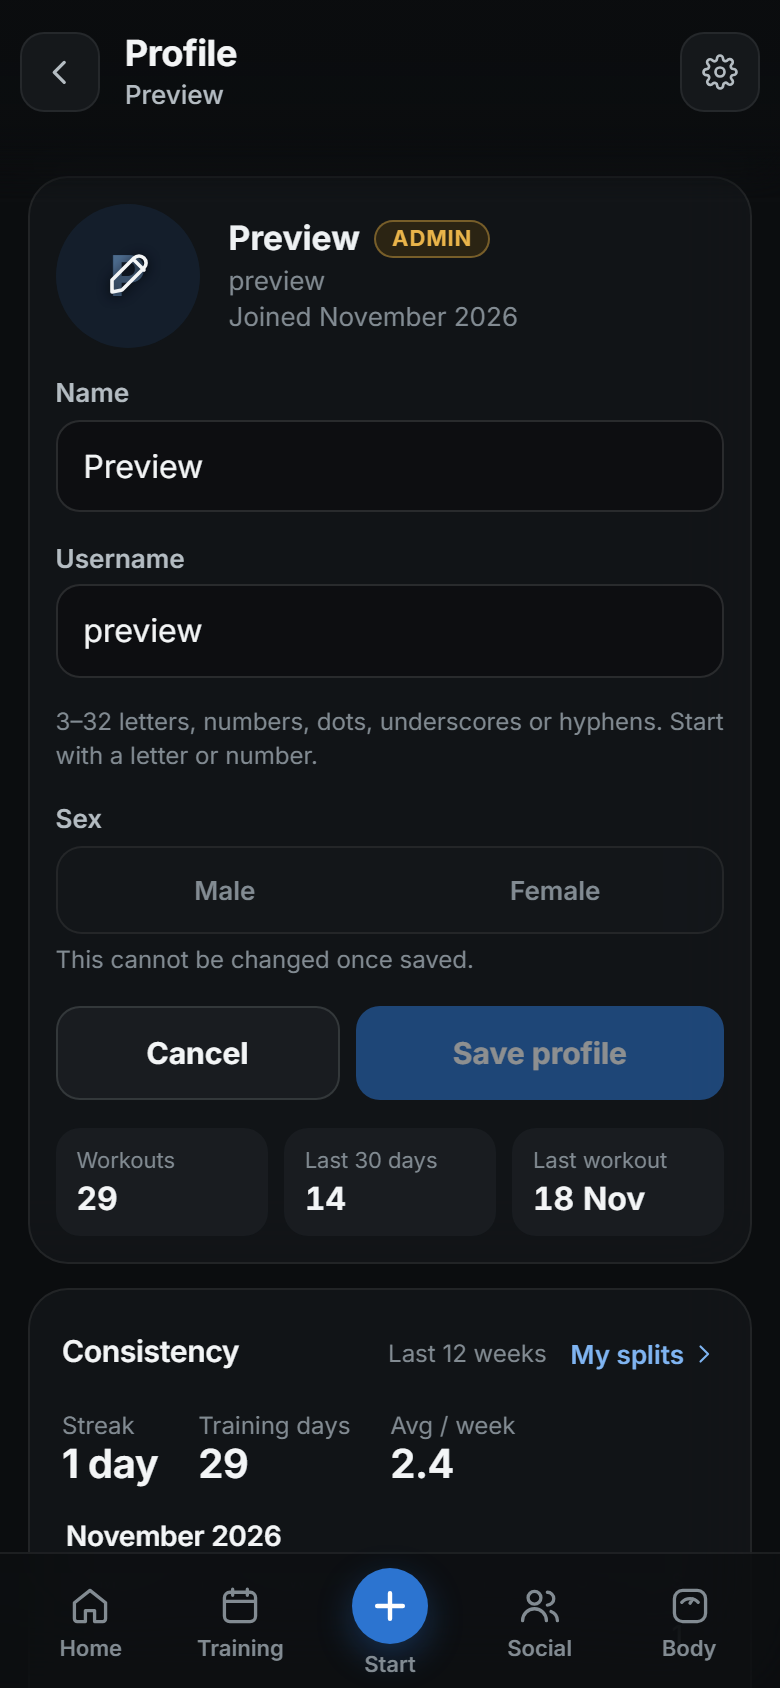 Profile
Preview
Preview ADMIN
preview
Joined November 2026
Name
Preview
Username
preview
3–32 letters, numbers, dots, underscores or hyphens. Start
with a letter or number.
Sex
Male Female
This cannot be changed once saved.
Cancel Save profile
Workouts Last 30 days Last workout
29 14 18 Nov
Consistency Last 12 weeks My splits
Streak Training days Avg / week
1 day 29 2.4
November 2026
Home Training Start Social Body